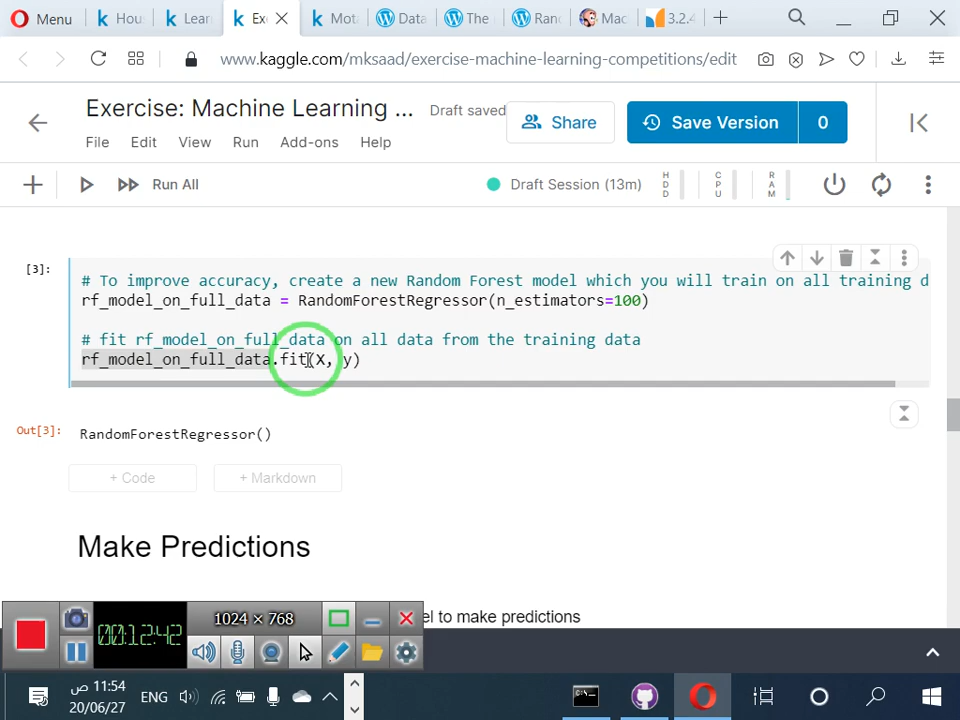 Menu
Hou
Lear
Ex
Mot
Data
The
Ran
Mac
3.2.4
www.kaggle.com/mksaad/exercise-machine-learning-competitions/edit
Exercise: Machine Learning ...
Draft saved
Share
Save Version
0
File Edit View Run Add-ons Help
Run All
Draft Session (13m)
HDD
CPU
RAM
[3]:
# To improve accuracy, create a new Random Forest model which you will train on all training d
rf_model_on_full_data = RandomForestRegressor(n_estimators=100)
# fit rf_model_on_full_data on all data from the training data
rf_model_on_full_data.fit(X, y)
Out[3]:
RandomForestRegressor()
+ Code
+ Markdown
Make Predictions
el to make predictions
1024 × 768
00:12:42
11:54 ص
ENG
20/06/27